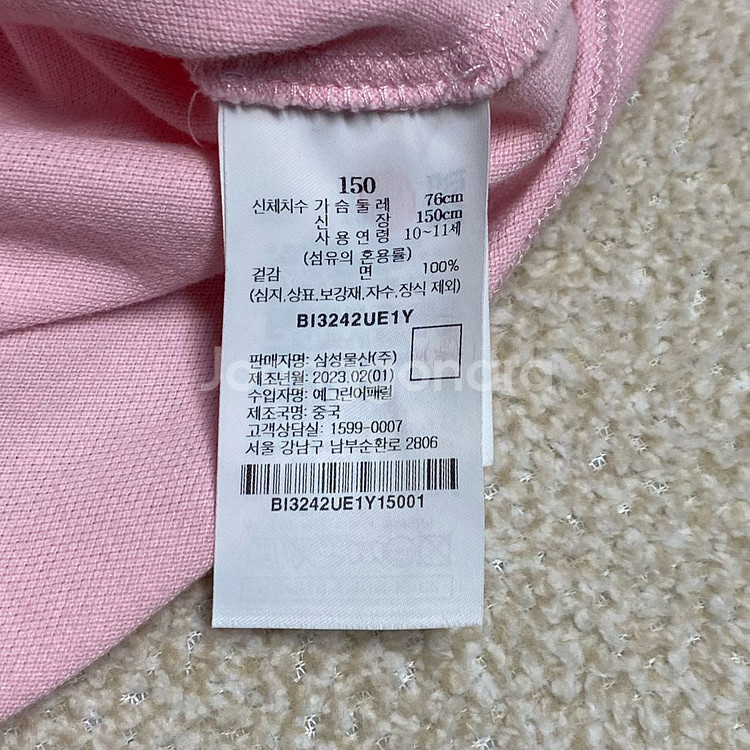 150
신체치수 가 슴 둘 레 76cm
신 장 150cm
사 용 연 령 10~11세
(섬유의 혼용률)
겉감 면 100%
(심지,상표,보강재,자수,장식 제외)
BI3242UE1Y
판매자명: 삼성물산(주)
제조년월: 2023.02(01)
수입자명: 예그린어패럴
제조국명: 중국
고객상담실: 1599-0007
서울 강남구 남부순환로 2806
BI3242UE1Y15001